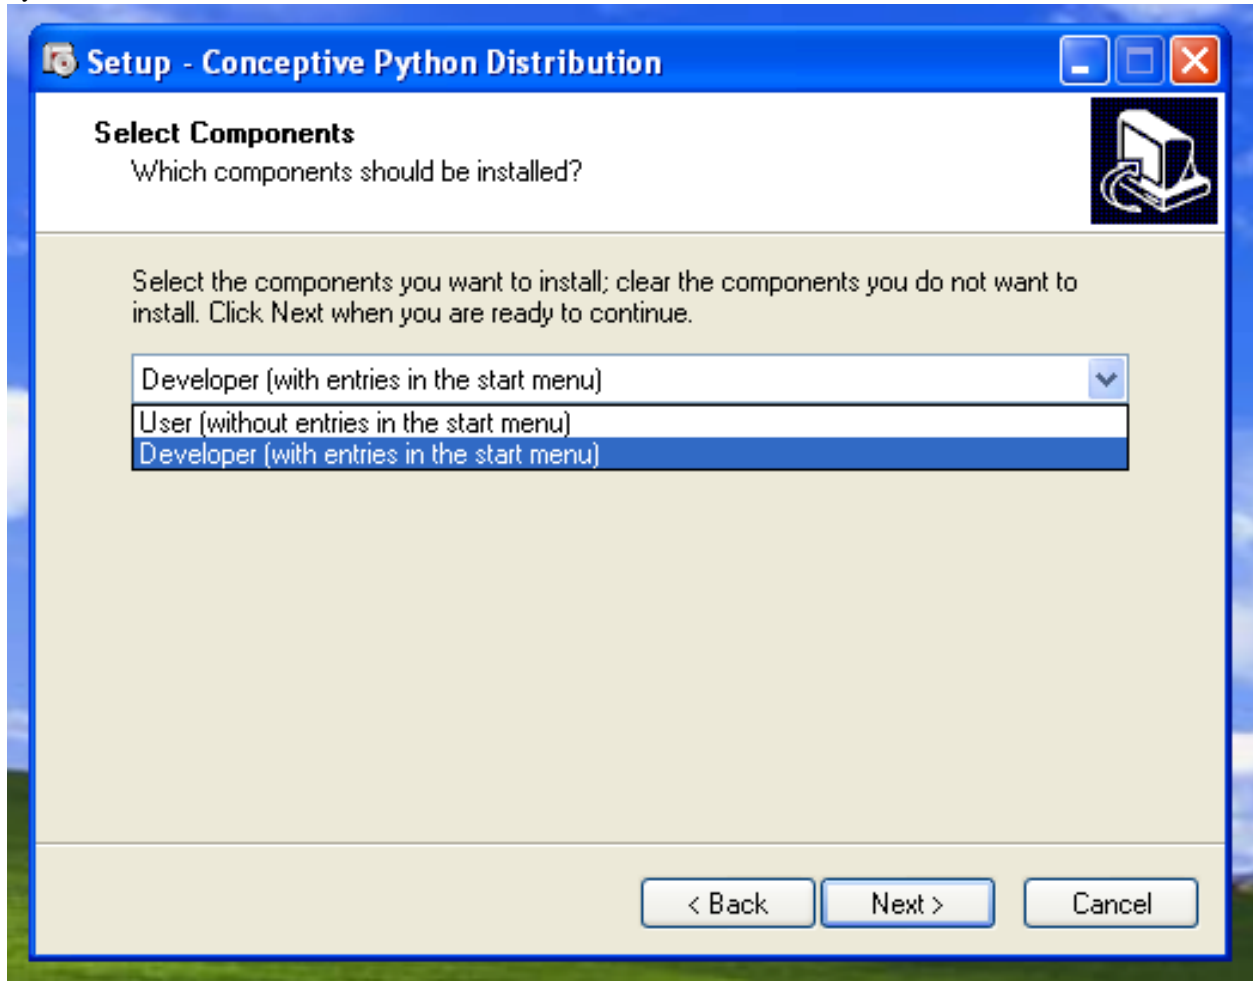 Setup - Conceptive Python Distribution
Select Components
Which components should be installed?
Select the components you want to install; clear the components you do not want to
install. Click Next when you are ready to continue.
Developer (with entries in the start menu)
User (without entries in the start menu)
Developer (with entries in the start menu)
< Back
Next >
Cancel